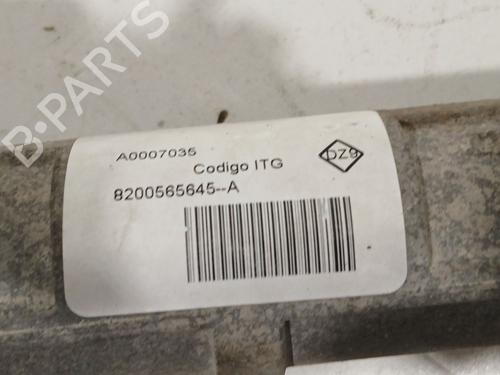 B-PARTS
A0007035
Codigo ITG
DZ9
8200565645--A